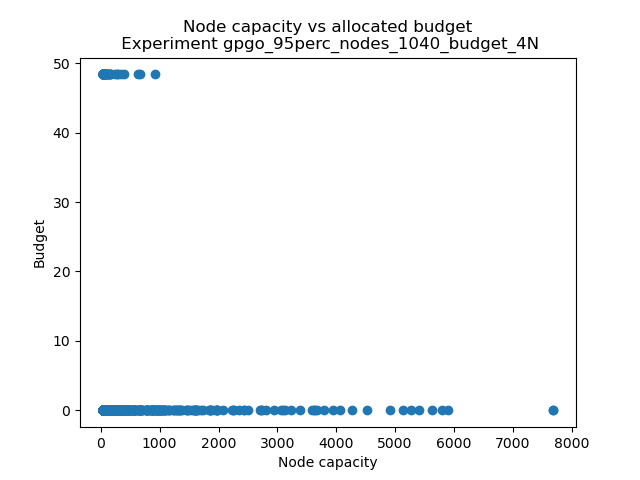 Node capacity vs allocated budget
Experiment gpgo_95perc_nodes_1040_budget_4N
50
40
30
20
10
0
Budget
0 1000 2000 3000 4000 5000 6000 7000 8000
Node capacity